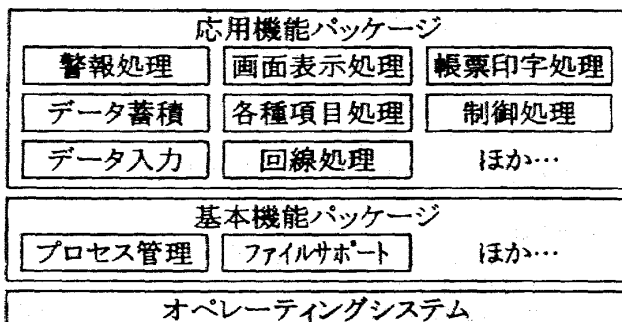 応用機能パッケージ
警報処理 画面表示処理 帳票印字処理
データ蓄積 各種項目処理 制御処理
データ入力 回線処理 ほか…
基本機能パッケージ
プロセス管理 ファイルサポート ほか…
オペレーティングシステム